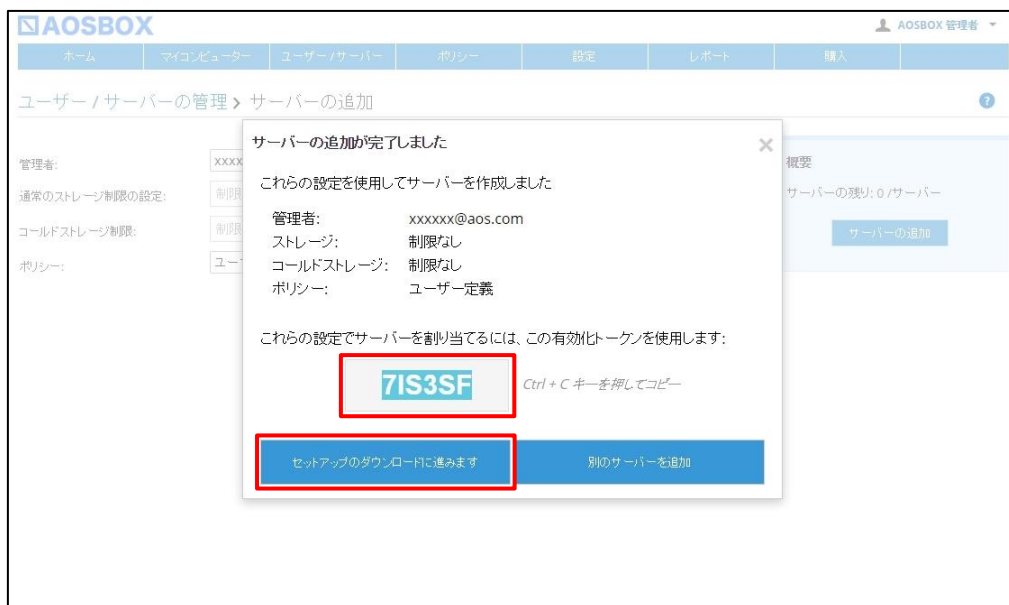 AOSBOX
AOSBOX 管理者
ホーム マイコンピューター ユーザー/サーバー ポリシー 設定 レポート 購入
ユーザー / サーバーの管理 > サーバーの追加
サーバーの追加が完了しました
管理者: xxxx
これらの設定を使用してサーバーを作成しました
概要
通常のストレージ制限の設定: 制限
サーバーの残り: 0 /サーバー
管理者: xxxxxx@aos.com
コールドストレージ制限: 制限
サーバーの追加
ストレージ: 制限なし
コールドストレージ: 制限なし
ポリシー: ユー
ポリシー: ユーザー定義
これらの設定でサーバーを割り当てるには、この有効化トークンを使用します:
7IS3SF
Ctrl + C キーを押してコピー
セットアップのダウンロードに進みます
別のサーバーを追加